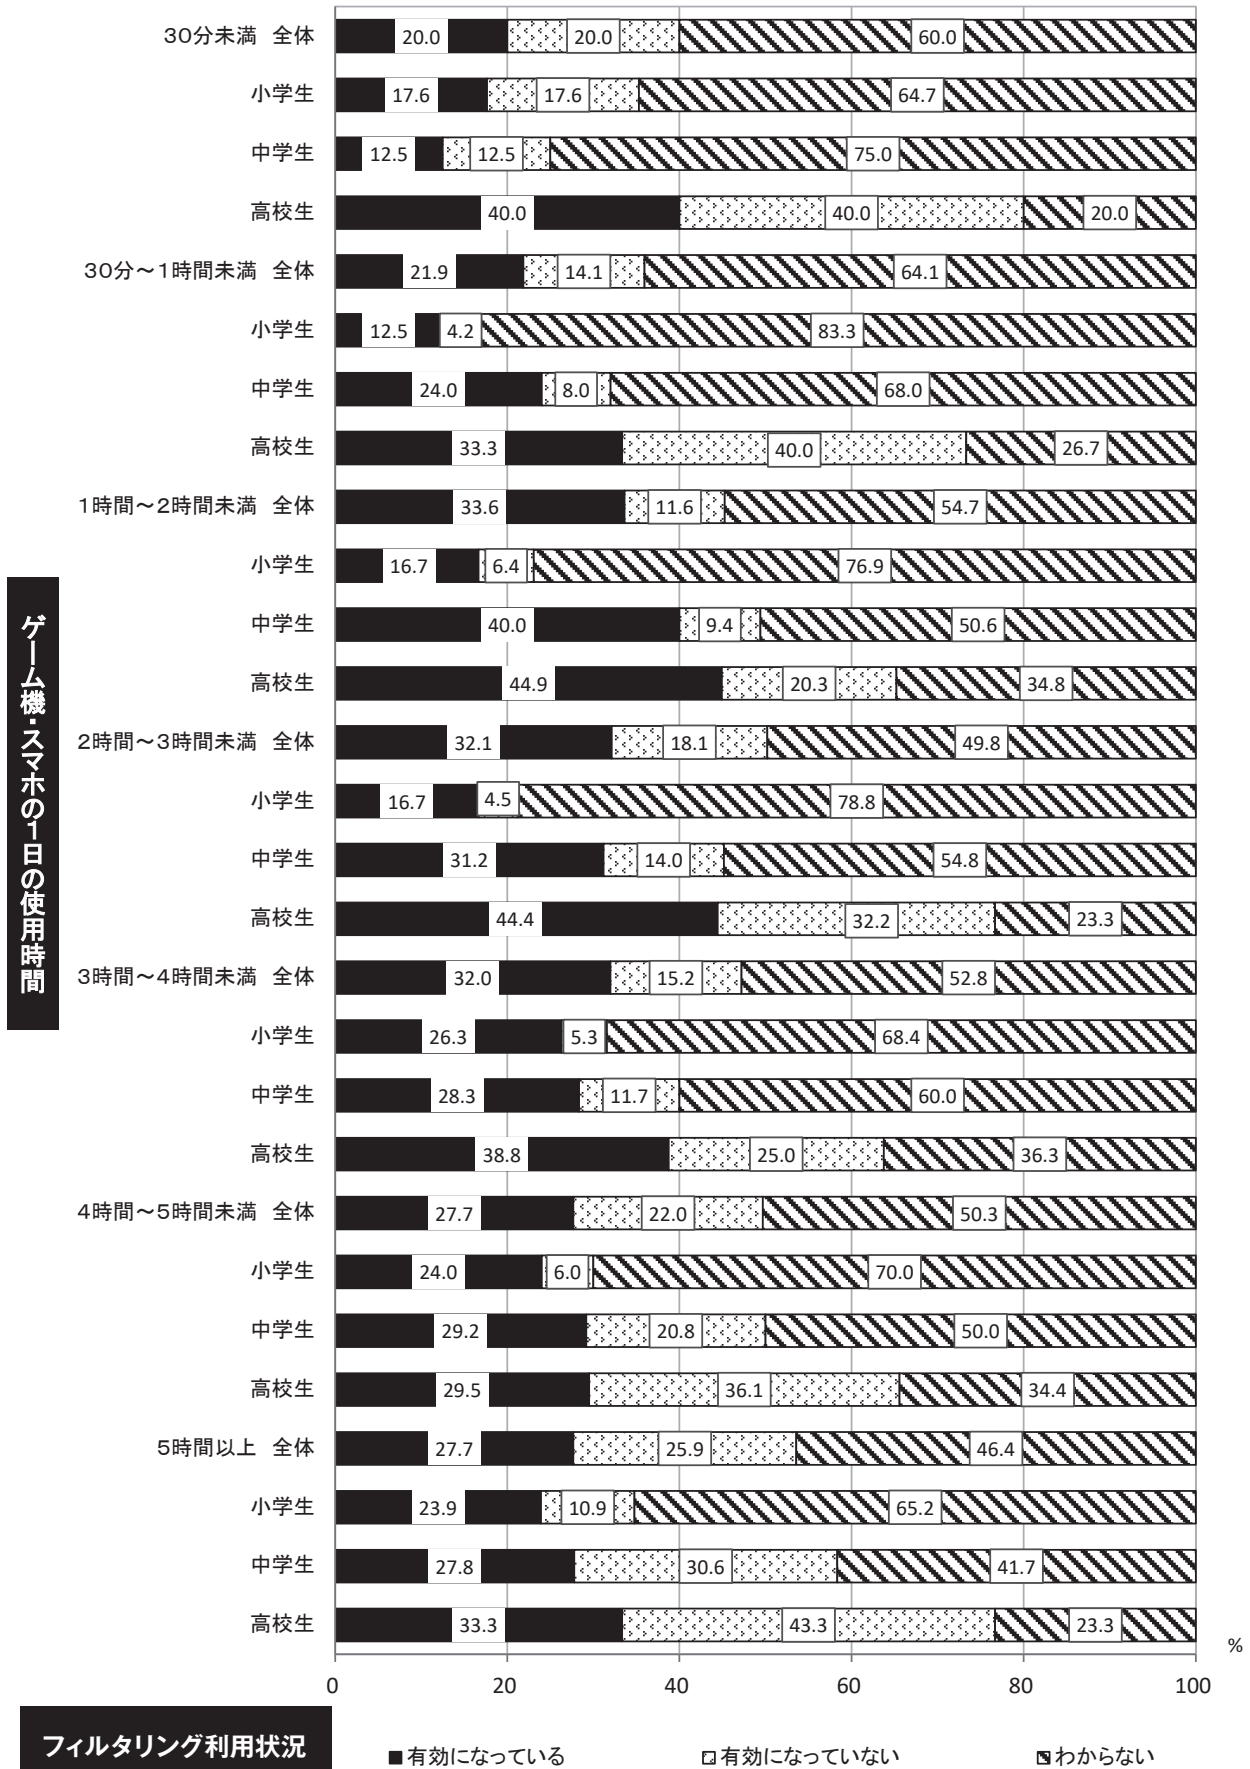 30分未満 全体 20.0 20.0 60.0
小学生 17.6 17.6 64.7
中学生 12.5 12.5 75.0
高校生 40.0 40.0 20.0
30分～1時間未満 全体 21.9 14.1 64.1
小学生 12.5 4.2 83.3
中学生 24.0 8.0 68.0
高校生 33.3 40.0 26.7
1時間～2時間未満 全体 33.6 11.6 54.7
小学生 16.7 6.4 76.9
中学生 40.0 9.4 50.6
高校生 44.9 20.3 34.8
2時間～3時間未満 全体 32.1 18.1 49.8
小学生 16.7 4.5 78.8
中学生 31.2 14.0 54.8
高校生 44.4 32.2 23.3
3時間～4時間未満 全体 32.0 15.2 52.8
小学生 26.3 5.3 68.4
中学生 28.3 11.7 60.0
高校生 38.8 25.0 36.3
4時間～5時間未満 全体 27.7 22.0 50.3
小学生 24.0 6.0 70.0
中学生 29.2 20.8 50.0
高校生 29.5 36.1 34.4
5時間以上 全体 27.7 25.9 46.4
小学生 23.9 10.9 65.2
中学生 27.8 30.6 41.7
高校生 33.3 43.3 23.3
ゲーム機・スマホの1日の使用時間
%
0 20 40 60 80 100
フィルタリング利用状況
有効になっている 有効になっていない わからない